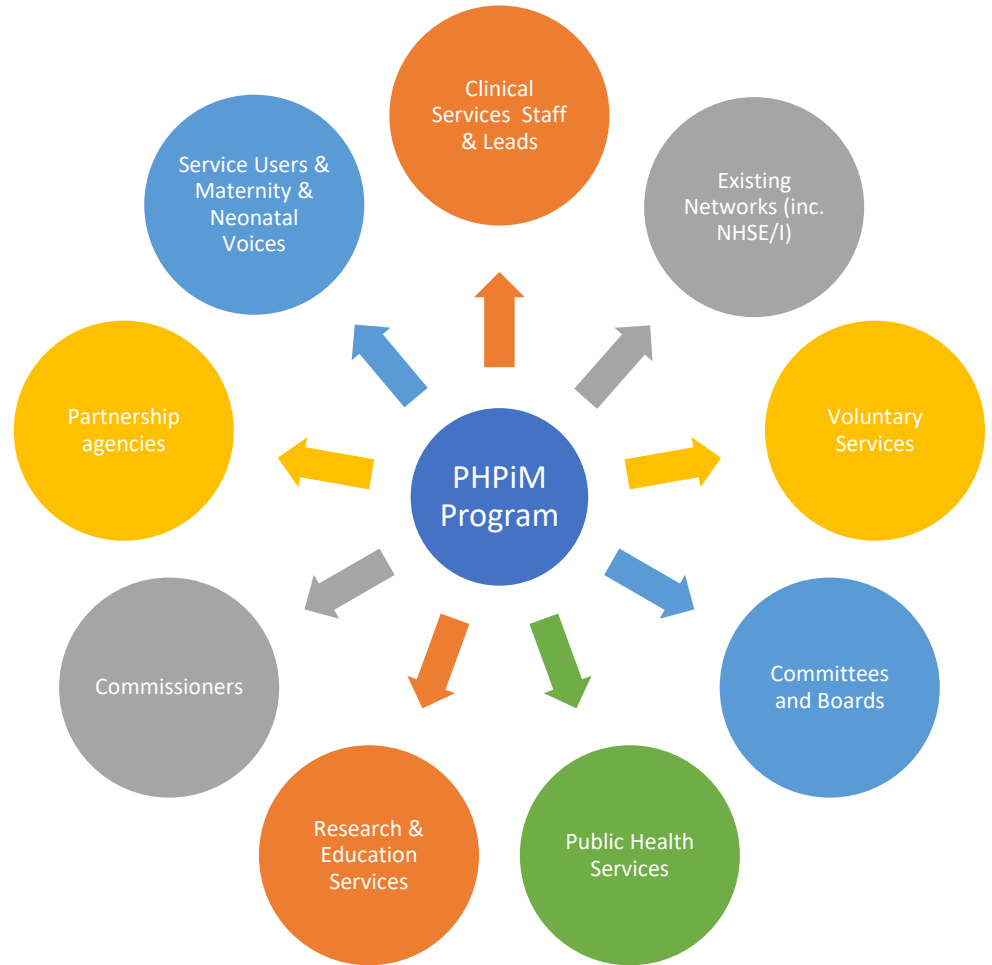 Clinical
Services  Staff
& Leads
Service Users &
Maternity &
Neonatal
Voices
Existing
Networks (inc.
NHSE/I)
Partnership
agencies
Voluntary
Services
PHPiM
Program
Commissioners
Committees
and Boards
Research &
Education
Services
Public Health
Services